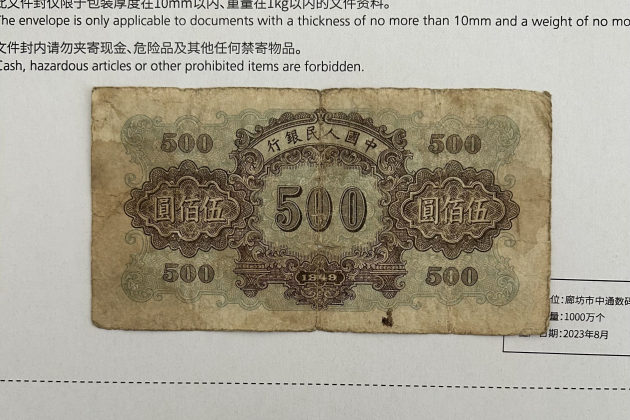 此文件封仅限于包装厚度在10mm以内、重量在1kg以内的文件资料。
The envelope is only applicable to documents with a thickness of no more than 10mm and a weight of no mo
文件封内请勿夹寄现金、危险品及其他任何禁寄物品。
Cash, hazardous articles or other prohibited items are forbidden.
行銀民人國中
500 500
圓佰伍 500 圓佰伍
500 1949 500
位:廊坊市中通数码
量:1000万个
日期:2023年8月